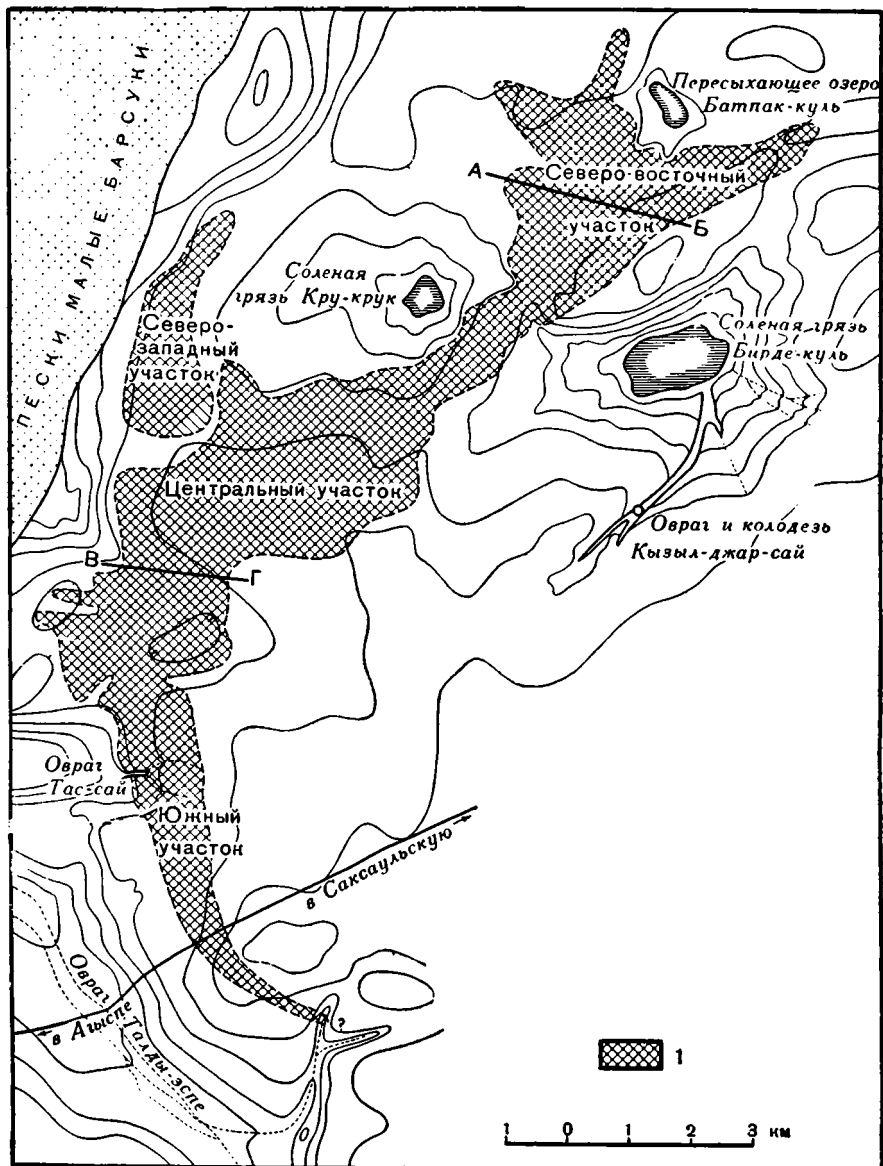 ПЕСКИ МАЛЫЕ БАРСУКИ
Пересыхающее озеро
Батпак-куль
А
Северо-восточный
участок
Б
Соленая
грязь Кру-крук
Северо-
западный
участок
Соленая грязь
Бирде-куль
Центральный участок
Овраг и колодезь
Кызыл-джар-сай
В
Г
Овраг
Тас-сай
Южный
участок
в Саксаульскую
в Агыспе
Овраг
Талды-эспе
?
1
1 0 1 2 3 км